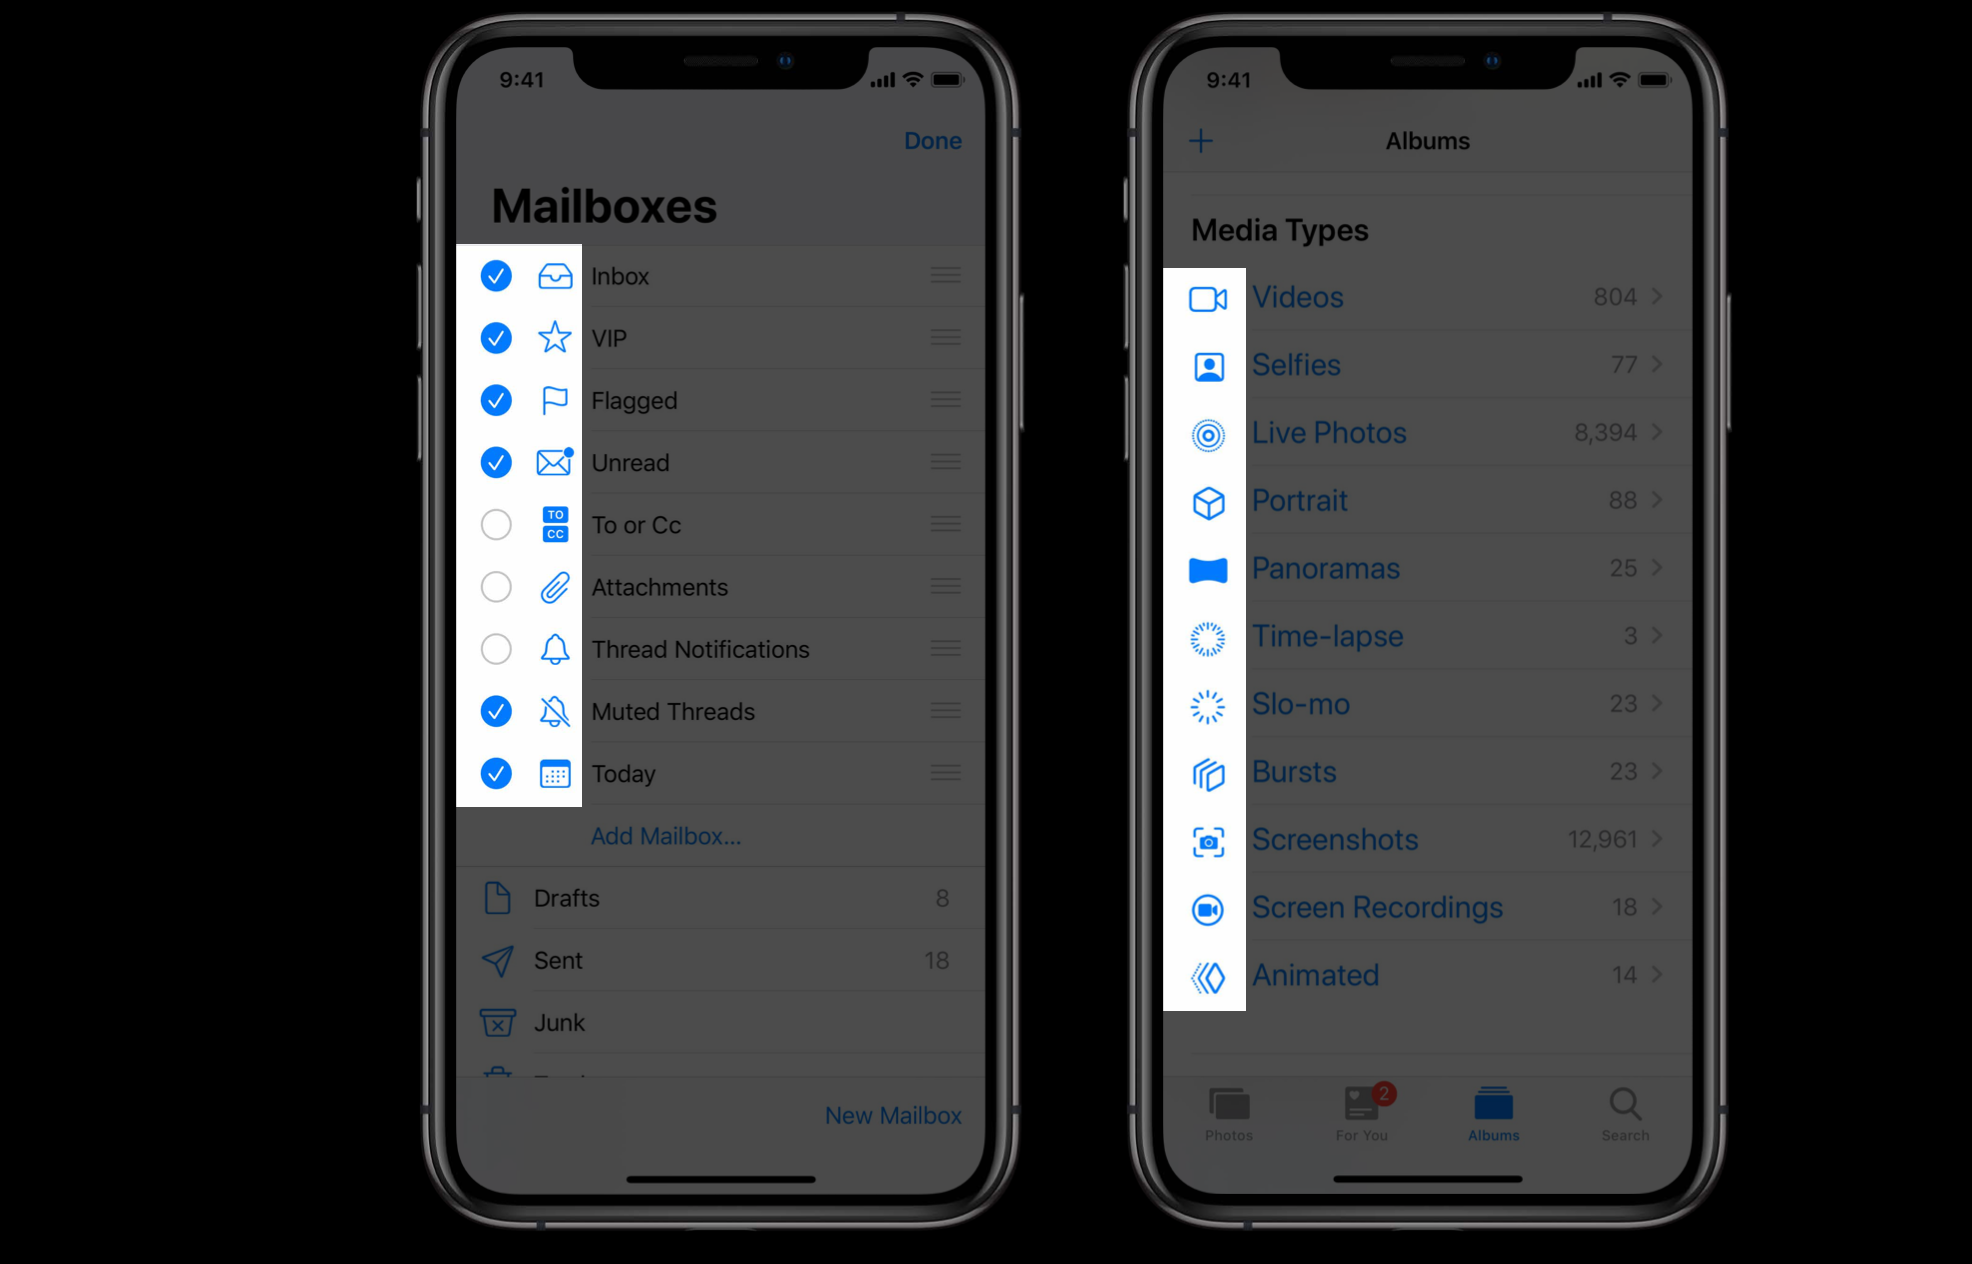 9:41
Done
Mailboxes
Inbox
VIP
Flagged
Unread
TO
CC
To or Cc
Attachments
Thread Notifications
Muted Threads
Today
Add Mailbox...
Drafts 8
Sent 18
Junk
New Mailbox
9:41
Albums
Media Types
Videos 804
Selfies 77
Live Photos 8,394
Portrait 88
Panoramas 25
Time-lapse 3
Slo-mo 23
Bursts 23
Screenshots 12,961
Screen Recordings 18
Animated 14
2
Photos For You Albums Search